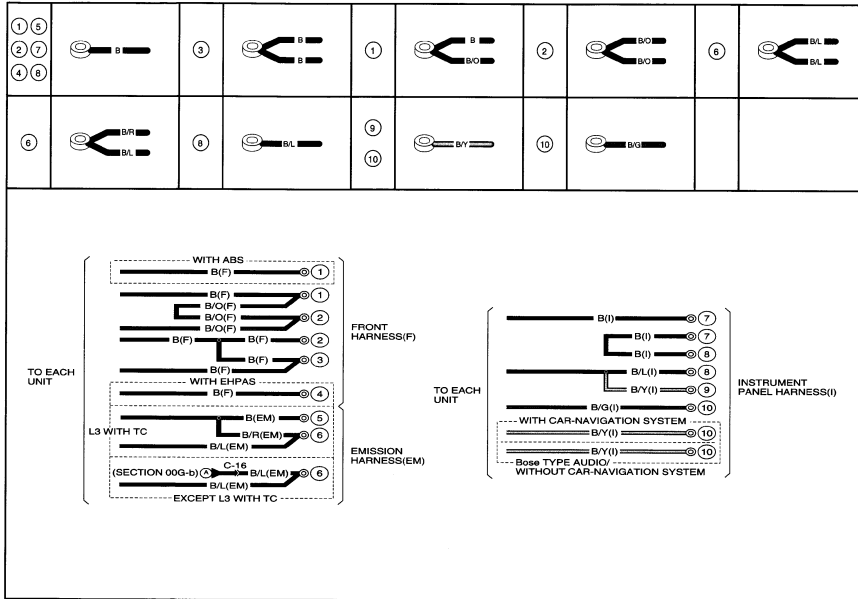 1 5
2 7
4 8
B
3
B
B
1
B
B/O
2
B/O
B/O
6
B/L
B/L
6
B/R
B/L
8
B/L
9
10
B/Y
10
B/G
WITH ABS
B(F) 1
B(F) 1
B/O(F)
B/O(F) 2
B/O(F)
B(F) B(F) 2
B(F) 3
B(F)
WITH EHPAS
B(F) 4
FRONT
HARNESS(F)
TO EACH
UNIT
L3 WITH TC
B(EM) 5
B/R(EM) 6
B/L(EM)
C-16
(SECTION 00G-b) A B/L(EM) 6
B/L(EM)
EXCEPT L3 WITH TC
EMISSION
HARNESS(EM)
TO EACH
UNIT
B(I) 7
B(I) 7
B(I) 8
B/L(I) 8
B/Y(I) 9
B/G(I) 10
WITH CAR-NAVIGATION SYSTEM
B/Y(I) 10
B/Y(I) 10
Bose TYPE AUDIO/
WITHOUT CAR-NAVIGATION SYSTEM
INSTRUMENT
PANEL HARNESS(I)